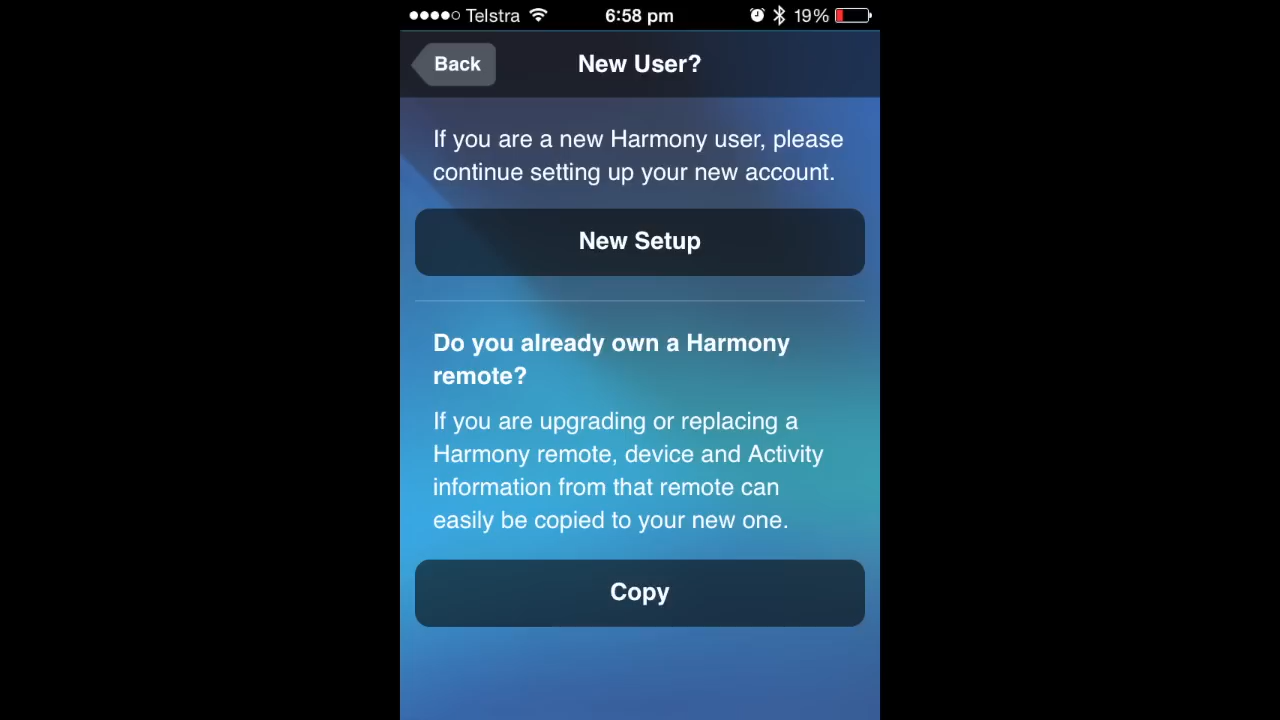 Telstra 6:58 pm 19%
Back New User?
If you are a new Harmony user, please
continue setting up your new account.
New Setup
Do you already own a Harmony
remote?
If you are upgrading or replacing a
Harmony remote, device and Activity
information from that remote can
easily be copied to your new one.
Copy